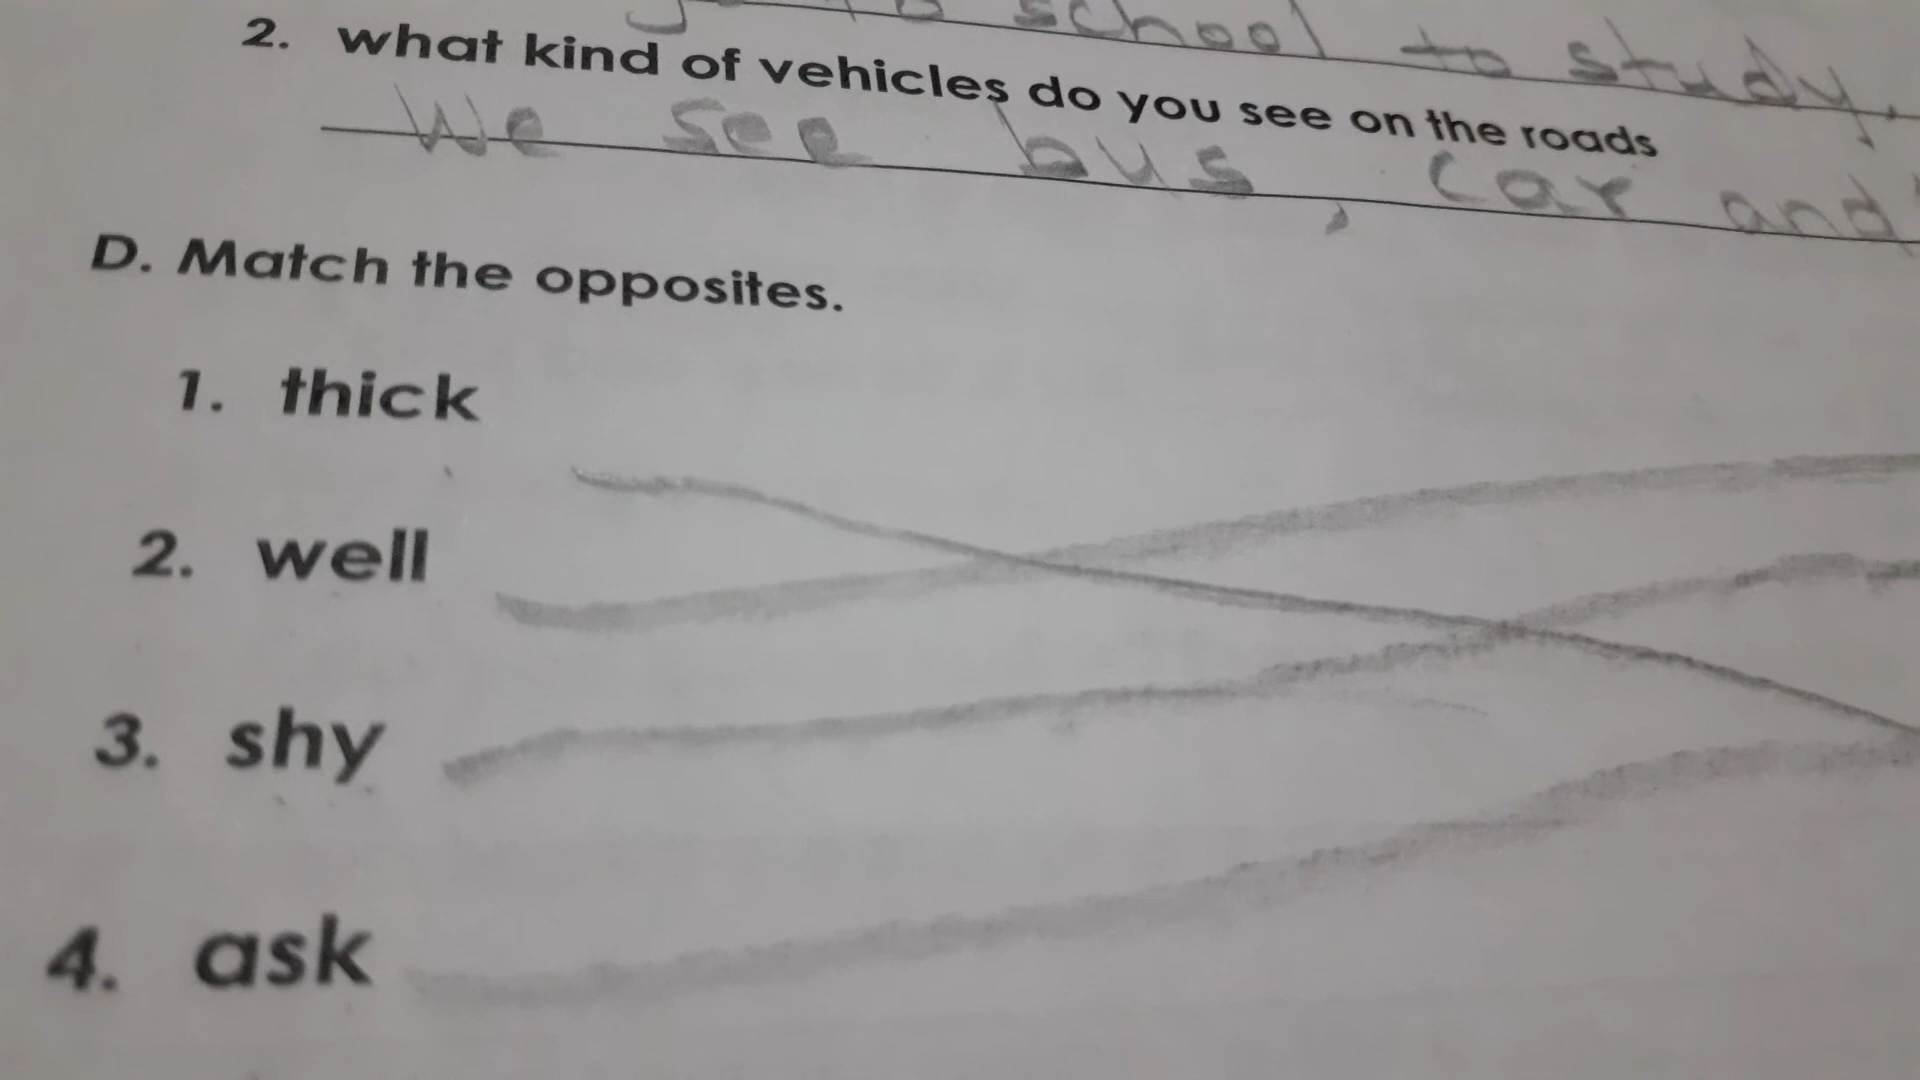 to school to study.
2. what kind of vehicles do you see on the roads
We see bus, car and
D. Match the opposites.
1. thick
2. well
3. shy
4. ask